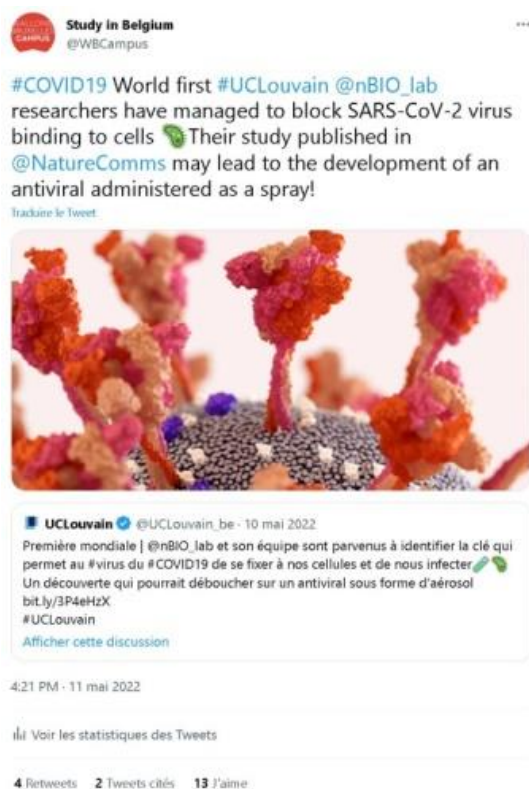 WALLONIE
BRUXELLES
CAMPUS
Study in Belgium
@WBCampus
#COVID19 World first #UCLouvain @nBIO_lab
researchers have managed to block SARS-CoV-2 virus
binding to cells 🦠Their study published in
@NatureComms may lead to the development of an
antiviral administered as a spray!
Traduire le Tweet
UCLouvain @UCLouvain_be · 10 mai 2022
Première mondiale | @nBIO_lab et son équipe sont parvenus à identifier la clé qui
permet au #virus du #COVID19 de se fixer à nos cellules et de nous infecter🧪🦠
Un découverte qui pourrait déboucher sur un antiviral sous forme d'aérosol
bit.ly/3P4eHzX
#UCLouvain
Afficher cette discussion
4:21 PM · 11 mai 2022
Voir les statistiques des Tweets
4 Retweets 2 Tweets cités 13 J'aime